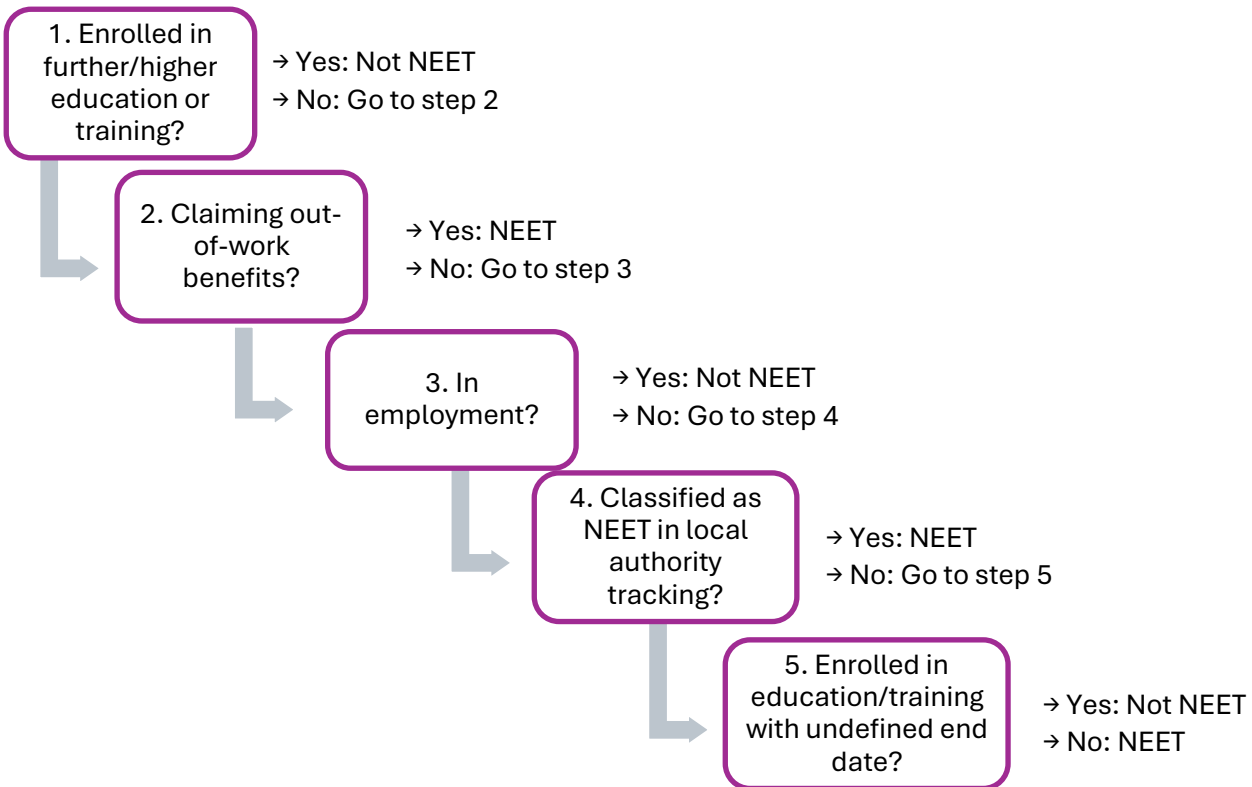 1. Enrolled in
further/higher
education or
training?
→ Yes: Not NEET
→ No: Go to step 2
2. Claiming out-
of-work
benefits?
→ Yes: NEET
→ No: Go to step 3
3. In
employment?
→ Yes: Not NEET
→ No: Go to step 4
4. Classified as
NEET in local
authority
tracking?
→ Yes: NEET
→ No: Go to step 5
5. Enrolled in
education/training
with undefined end
date?
→ Yes: Not NEET
→ No: NEET